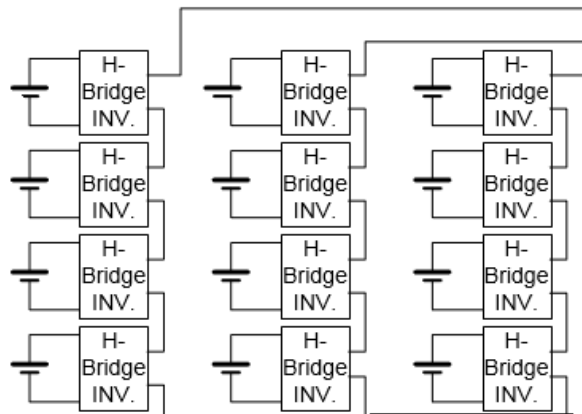 H-
Bridge
INV.
H-
Bridge
INV.
H-
Bridge
INV.
H-
Bridge
INV.
H-
Bridge
INV.
H-
Bridge
INV.
H-
Bridge
INV.
H-
Bridge
INV.
H-
Bridge
INV.
H-
Bridge
INV.
H-
Bridge
INV.
H-
Bridge
INV.